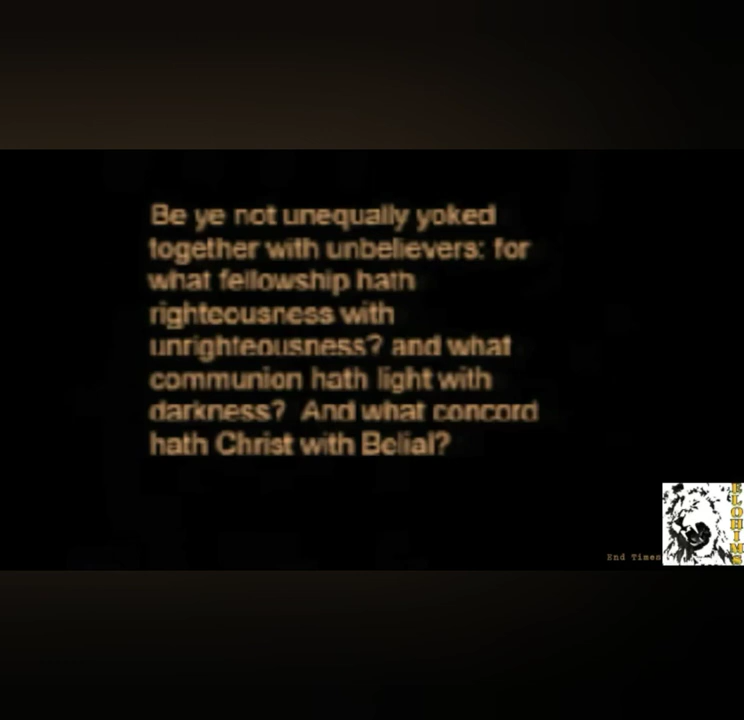 Be ye not unequally yoked
together with unbelievers: for
what fellowship hath
righteousness with
unrighteousness? and what
communion hath light with
darkness?  And what concord
hath Christ with Belial?
End Times
ELOHIMS